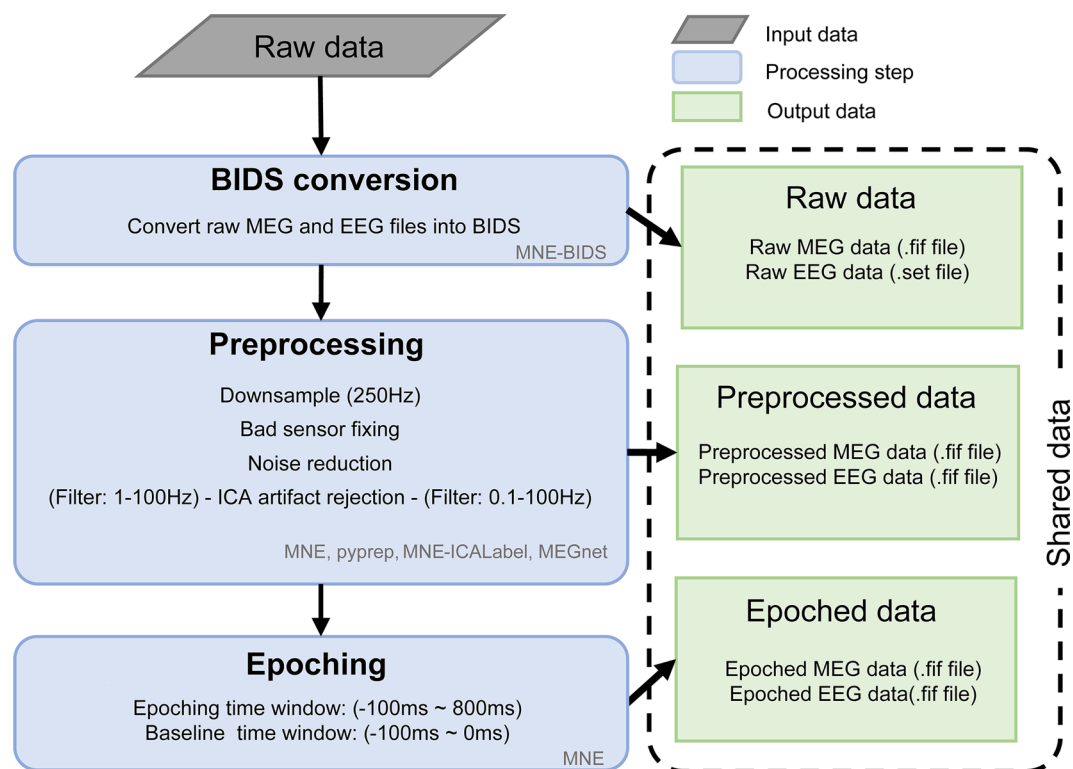 Raw data
Input data
Processing step
Output data
BIDS conversion
Convert raw MEG and EEG files into BIDS
MNE-BIDS
Raw data
Raw MEG data (.fif file)
Raw EEG data (.set file)
Preprocessing
Downsample (250Hz)
Bad sensor fixing
Noise reduction
(Filter: 1-100Hz) - ICA artifact rejection - (Filter: 0.1-100Hz)
MNE, pyprep, MNE-ICALabel, MEGnet
Preprocessed data
Preprocessed MEG data (.fif file)
Preprocessed EEG data (.fif file)
Shared data
Epoching
Epoching time window: (-100ms ~ 800ms)
Baseline time window: (-100ms ~ 0ms)
MNE
Epoched data
Epoched MEG data (.fif file)
Epoched EEG data(.fif file)